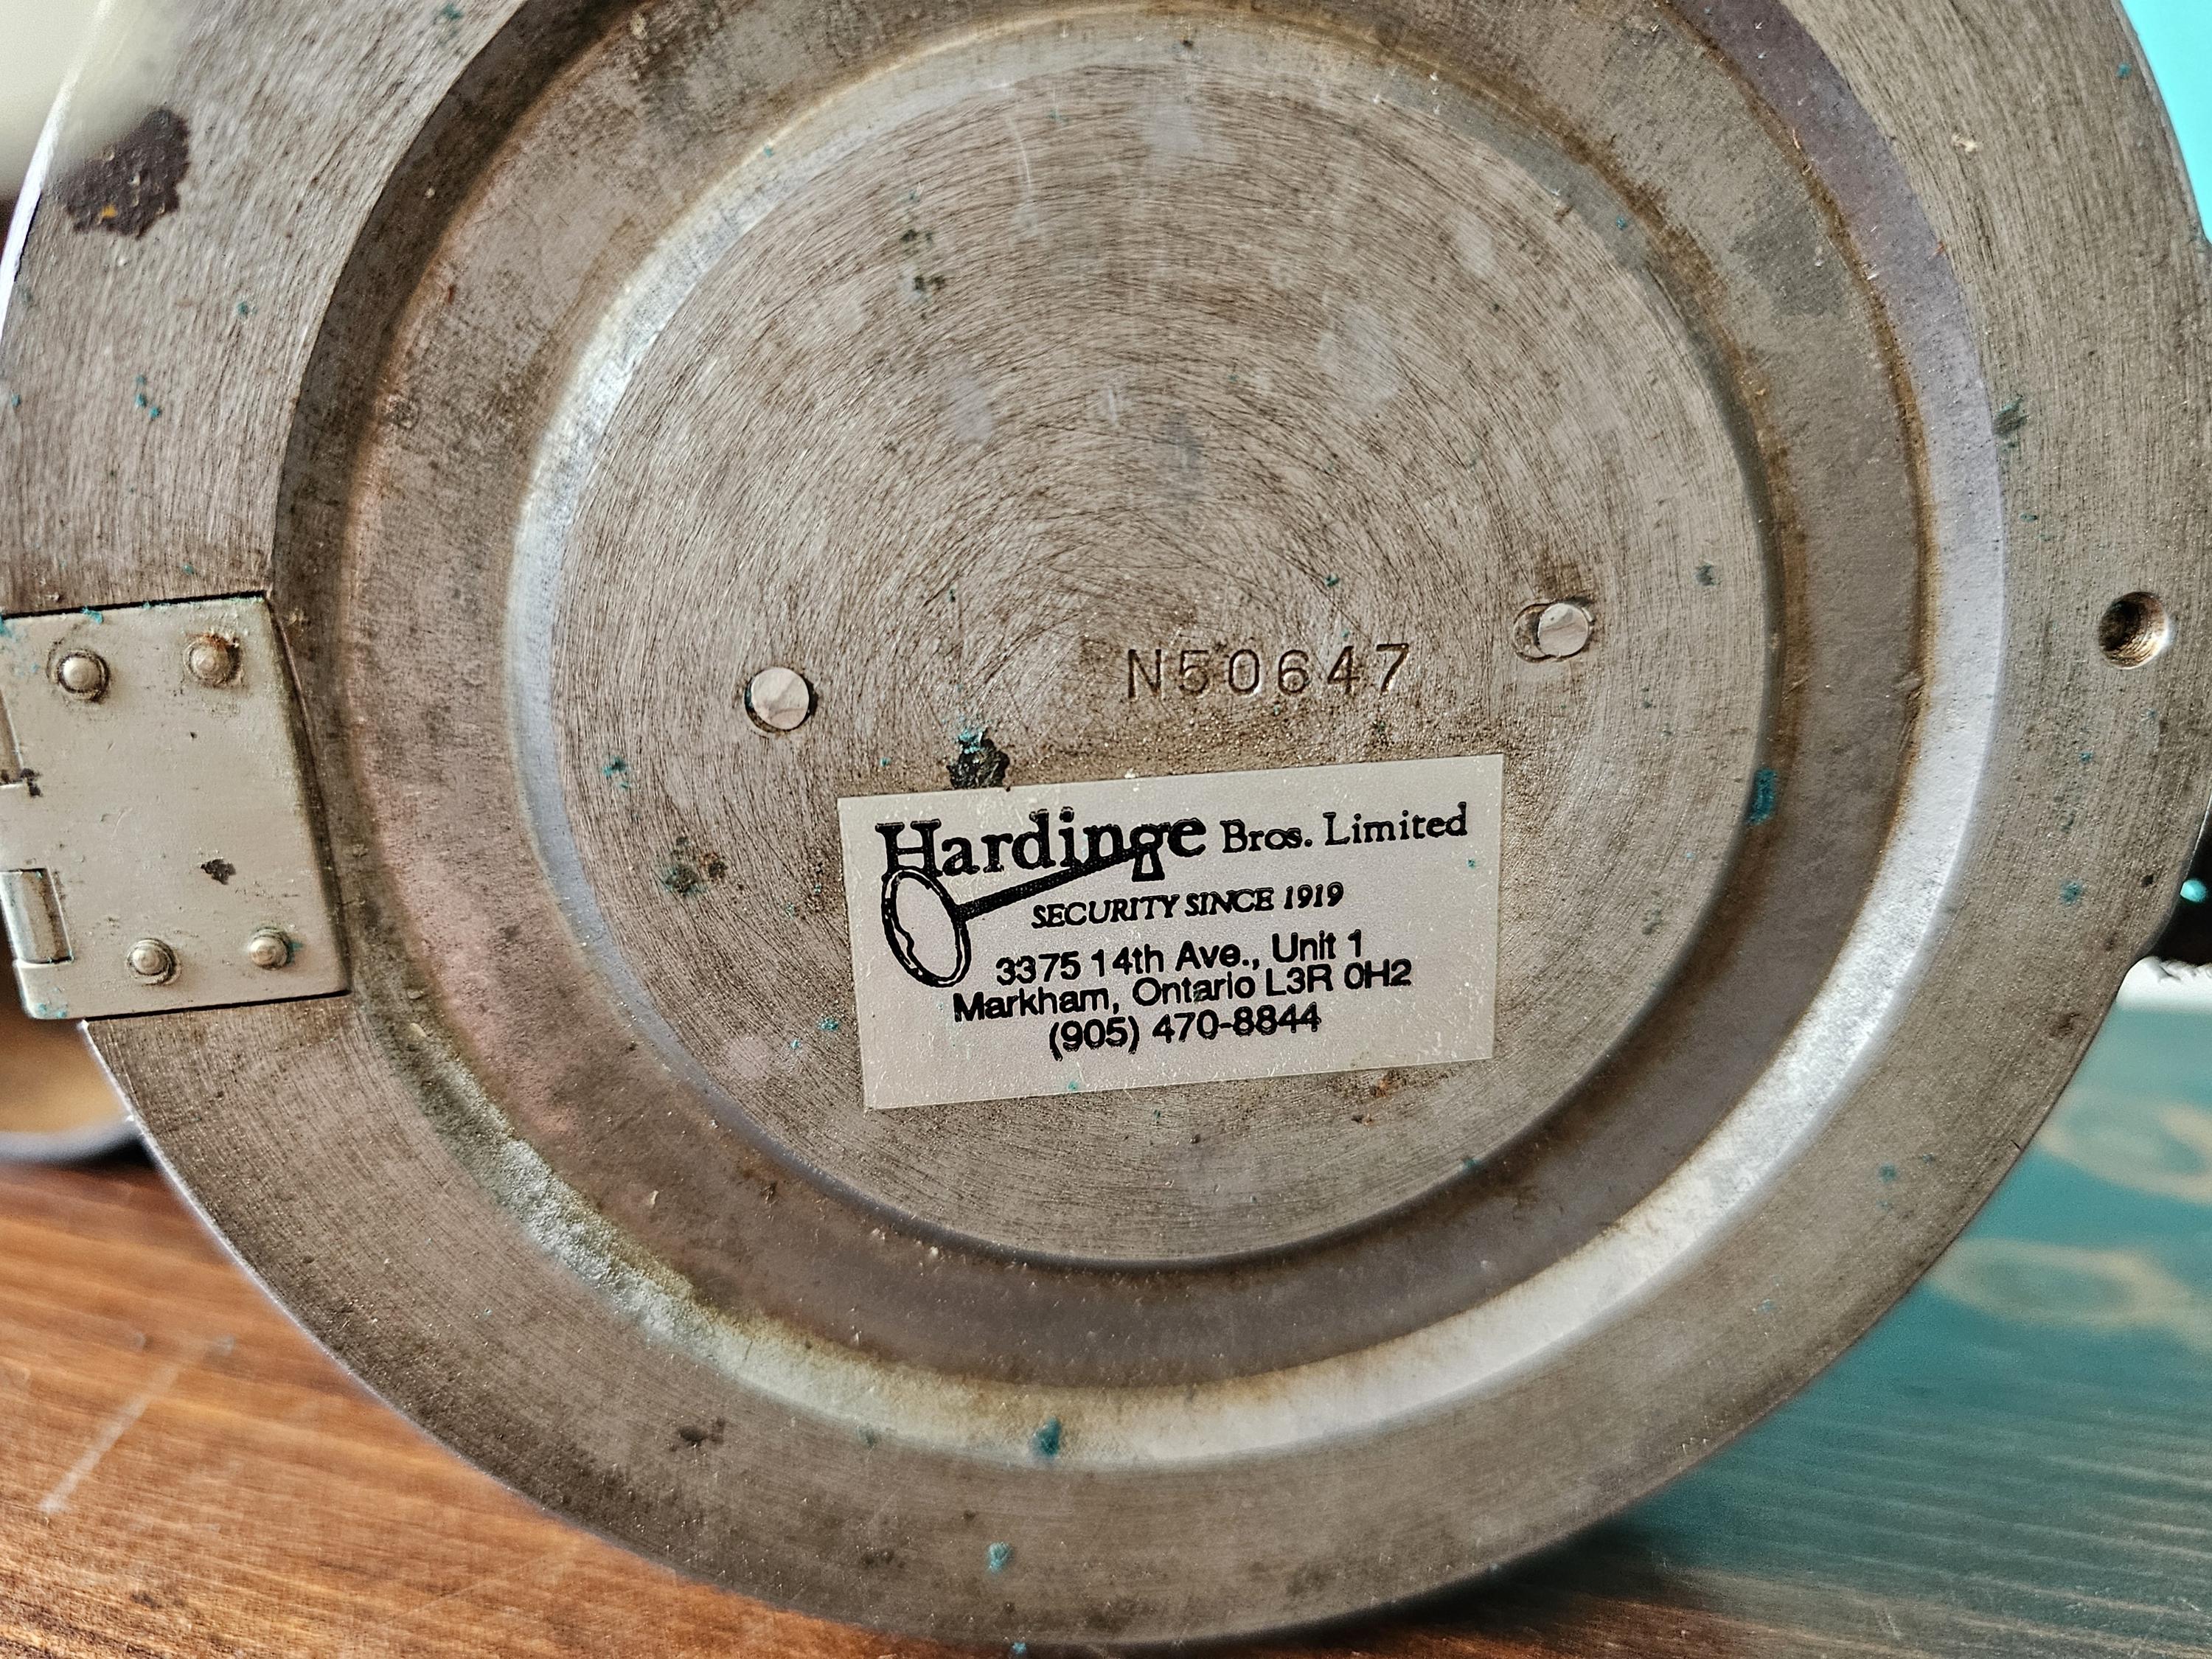 N50647
Hardinge Bros. Limited
SECURITY SINCE 1919
3375 14th Ave., Unit 1
Markham, Ontario L3R 0H2
(905) 470-8844